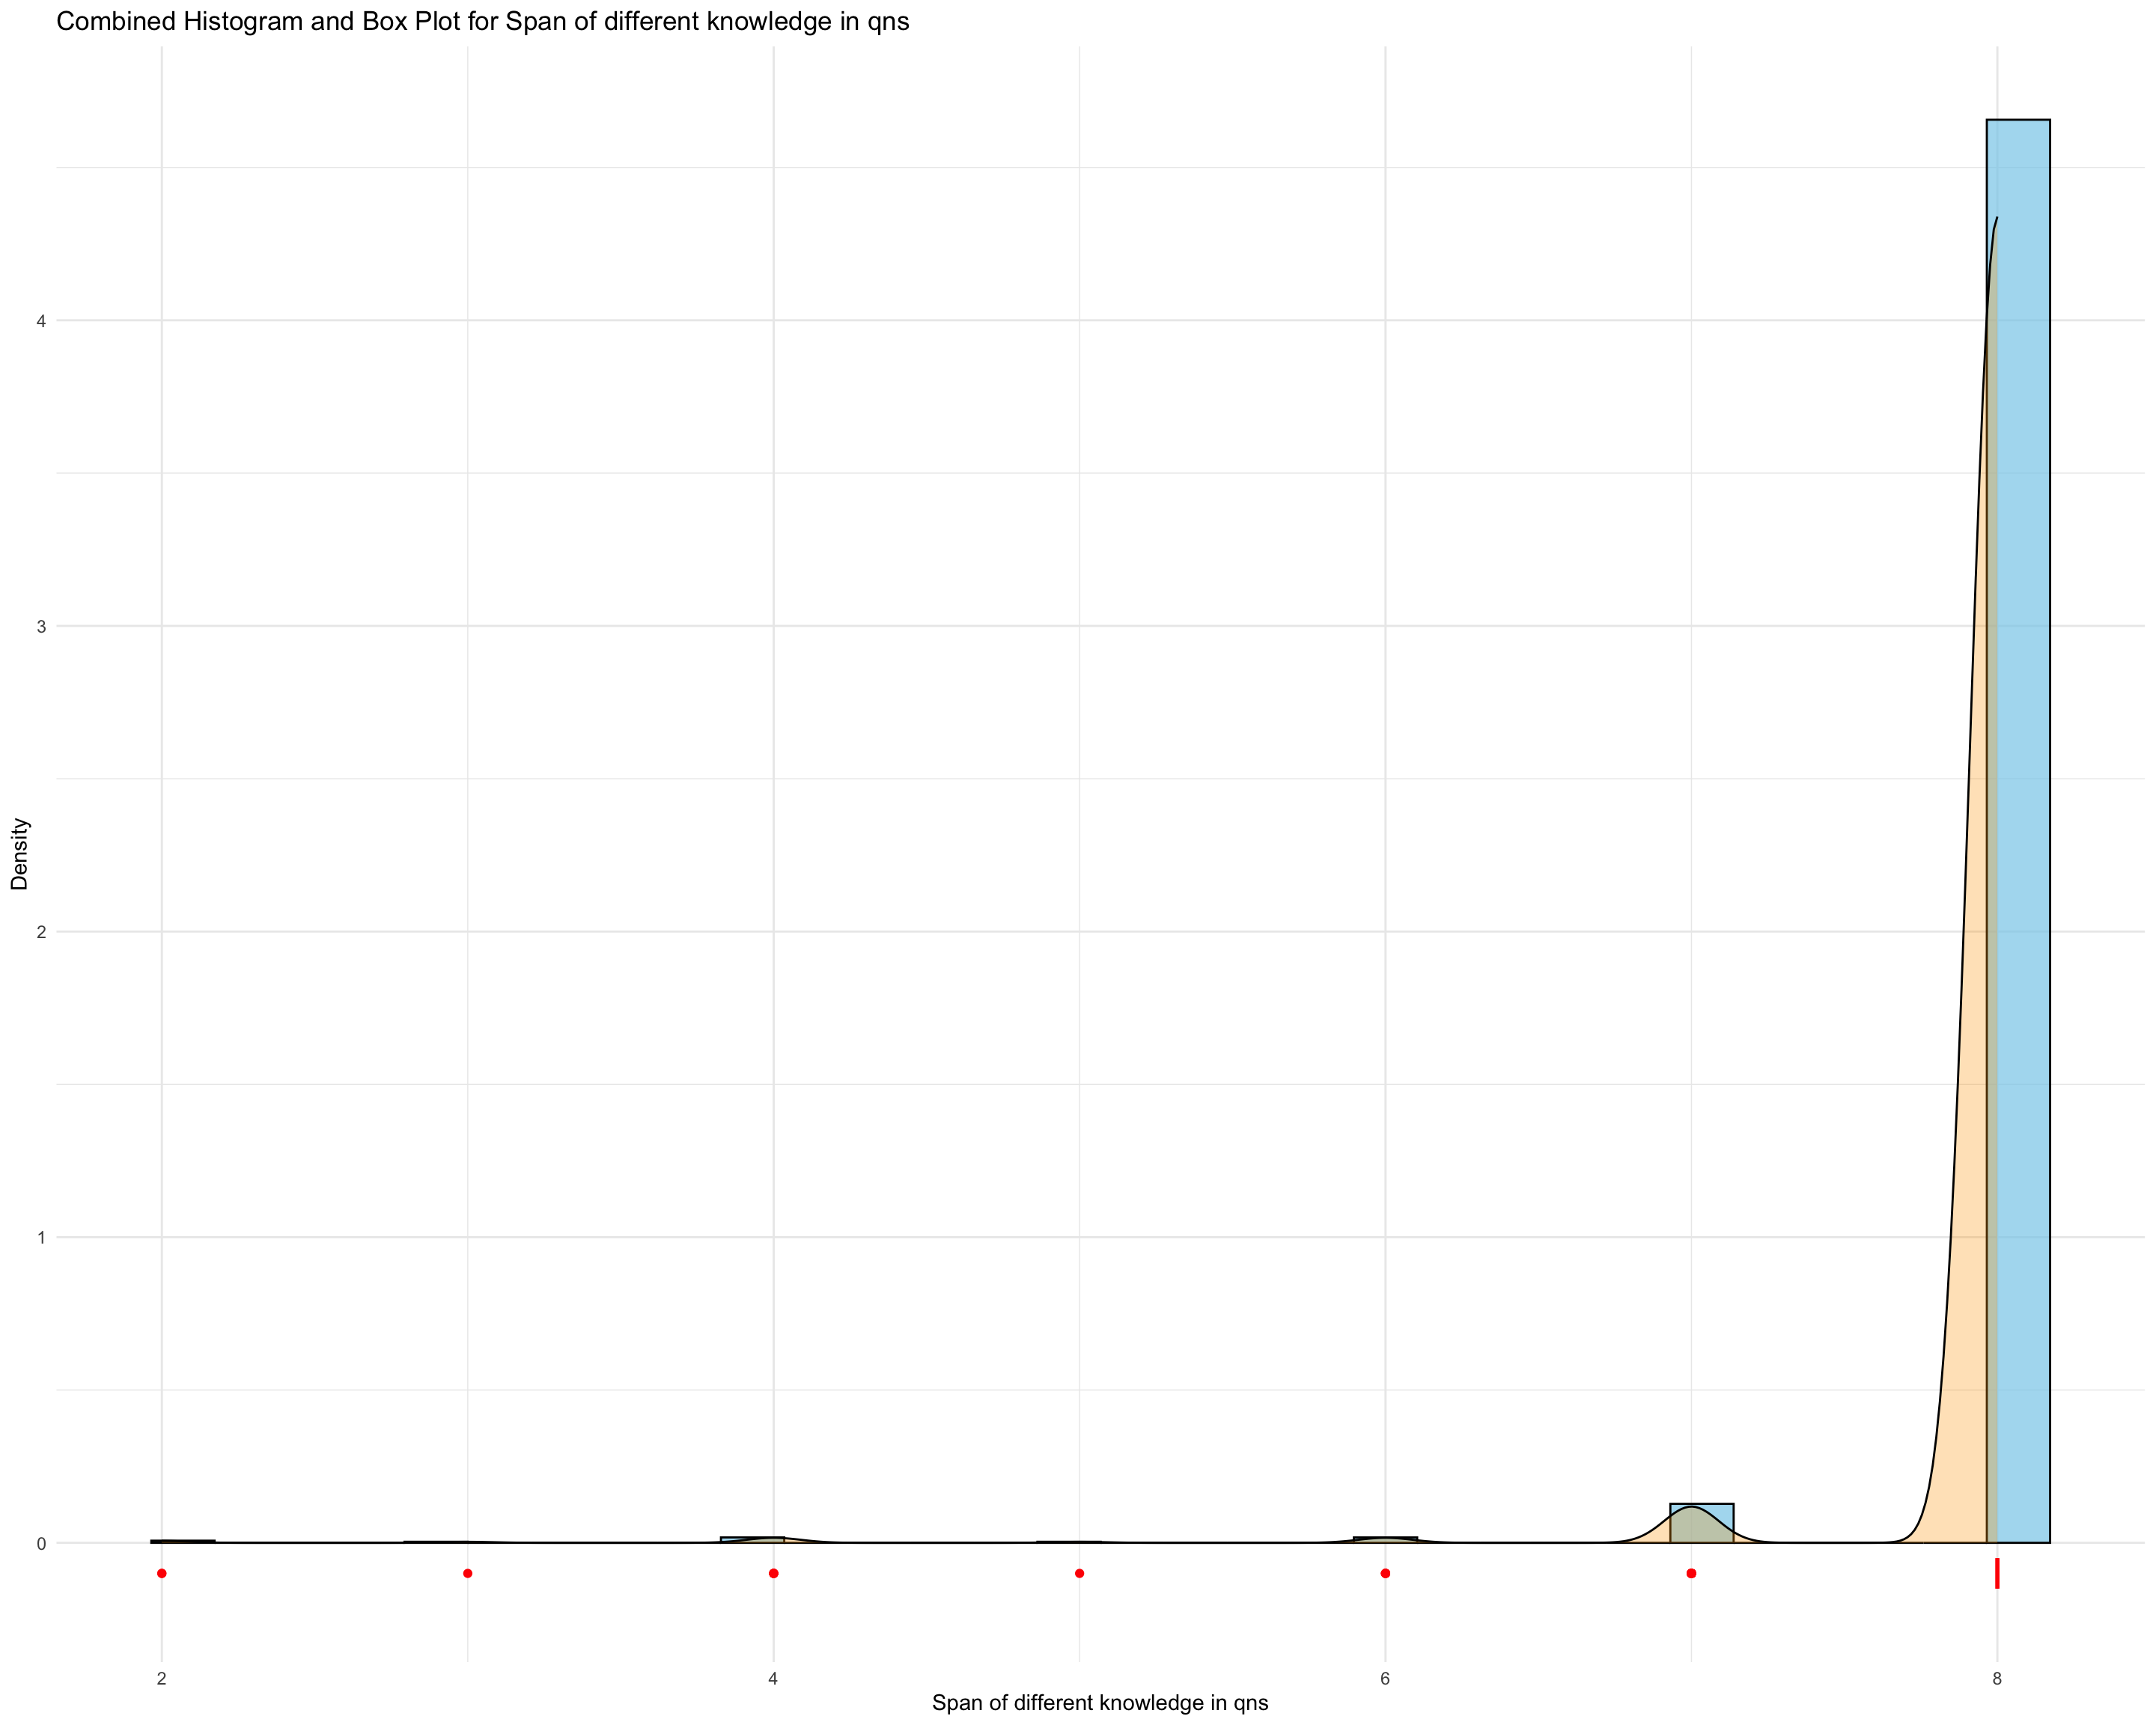 Combined Histogram and Box Plot for Span of different knowledge in qns
Density
4
3
2
1
0
2 4 6 8
Span of different knowledge in qns